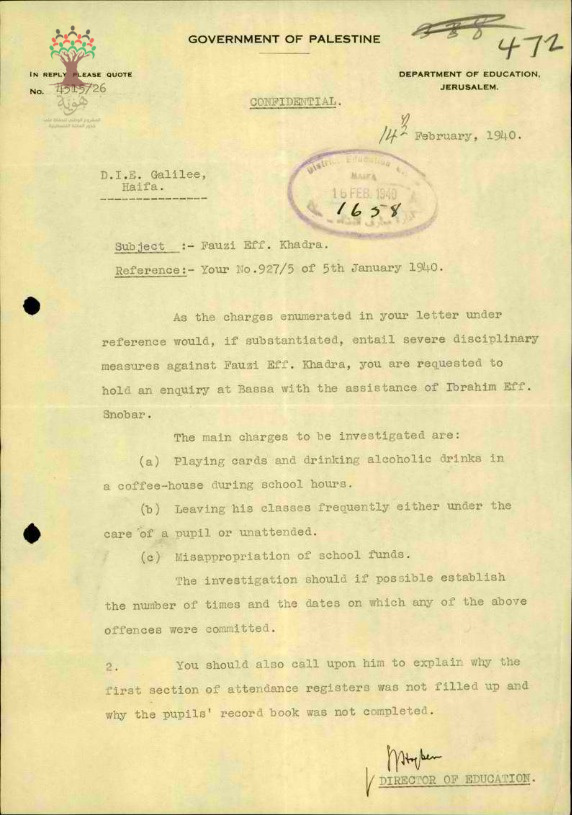 GOVERNMENT OF PALESTINE
472
IN REPLY PLEASE QUOTE
No. 4515/26
DEPARTMENT OF EDUCATION,
JERUSALEM.
هوية
CONFIDENTIAL.
February, 1940.
D.I.E. Galilee,
Haifa.
District Education
HAIFA
16 FEB. 1940
1658
Subject :- Fauzi Eff. Khadra.
Reference:- Your No.927/5 of 5th January 1940.
As the charges enumerated in your letter under
reference would, if substantiated, entail severe disciplinary
measures against Fauzi Eff. Khadra, you are requested to
hold an enquiry at Bassa with the assistance of Ibrahim Eff.
Snobar.
The main charges to be investigated are:
(a) Playing cards and drinking alcoholic drinks in
a coffee-house during school hours.
(b) Leaving his classes frequently either under the
care of a pupil or unattended.
(c) Misappropriation of school funds.
The investigation should if possible establish
the number of times and the dates on which any of the above
offences were committed.
2. You should also call upon him to explain why the
first section of attendance registers was not filled up and
why the pupils' record book was not completed.
DIRECTOR OF EDUCATION.